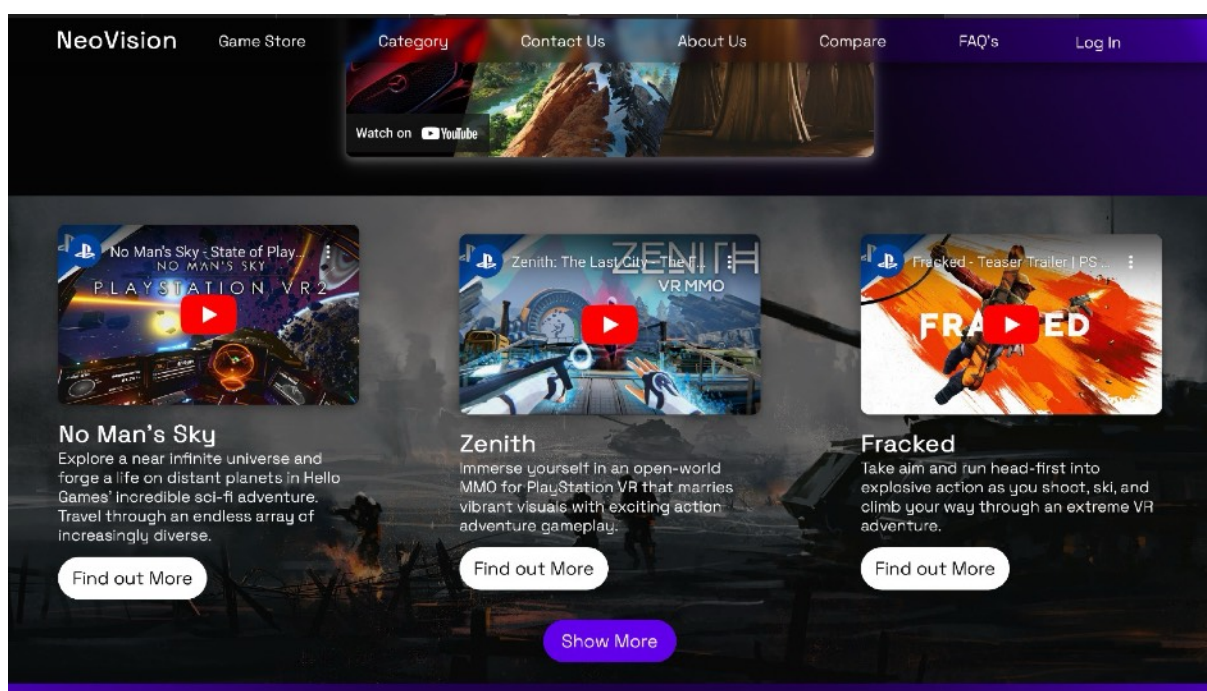 NeoVision
Game Store
Category
Contact Us
About Us
Compare
FAQ's
Log In
Watch on YouTube
No Man's Sky - State of Play...
NO MAN'S SKY
PLAYSTATION VR2
Zenith: The Last City - The
ZENITH
VR MMO
Fracked - Teaser Trailer | PS ...
FRACKED
No Man's Sky
Explore a near infinite universe and
forge a life on distant planets in Hello
Games' incredible sci-fi adventure.
Travel through an endless array of
increasingly diverse.
Find out More
Zenith
Immerse yourself in an open-world
MMO for PlayStation VR that marries
vibrant visuals with exciting action
adventure gameplay.
Find out More
Fracked
Take aim and run head-first into
explosive action as you shoot, ski, and
climb your way through an extreme VR
adventure.
Find out More
Show More